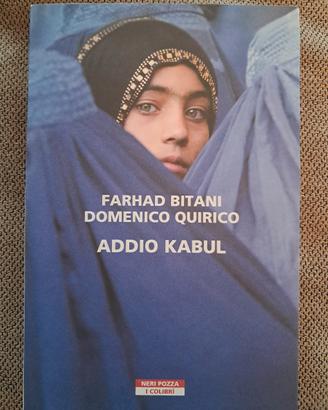 FARHAD BITANI
DOMENICO QUIRICO
ADDIO KABUL
NERI POZZA
I COLIBRÌ